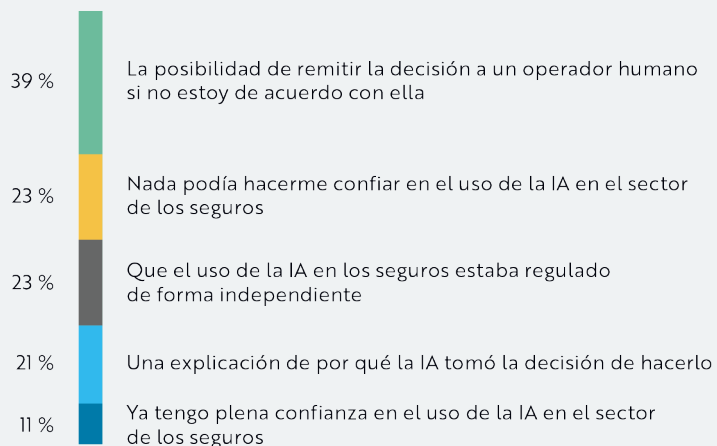 39 %
La posibilidad de remitir la decisión a un operador humano
si no estoy de acuerdo con ella
23 %
Nada podía hacerme confiar en el uso de la IA en el sector
de los seguros
23 %
Que el uso de la IA en los seguros estaba regulado
de forma independiente
21 %
Una explicación de por qué la IA tomó la decisión de hacerlo
11 %
Ya tengo plena confianza en el uso de la IA en el sector
de los seguros